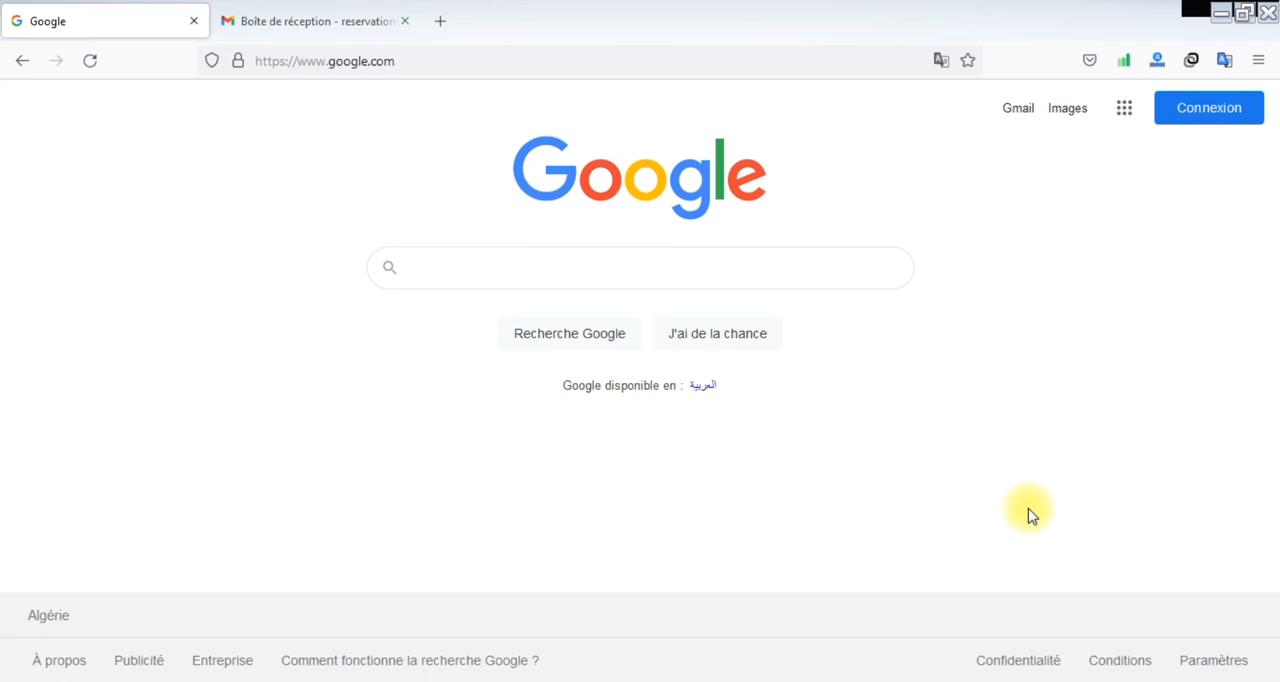 Google
Boîte de réception - reservation
https://www.google.com
Gmail Images Connexion
Google
Recherche Google J'ai de la chance
Google disponible en : العربية
Algérie
À propos Publicité Entreprise Comment fonctionne la recherche Google ? Confidentialité Conditions Paramètres